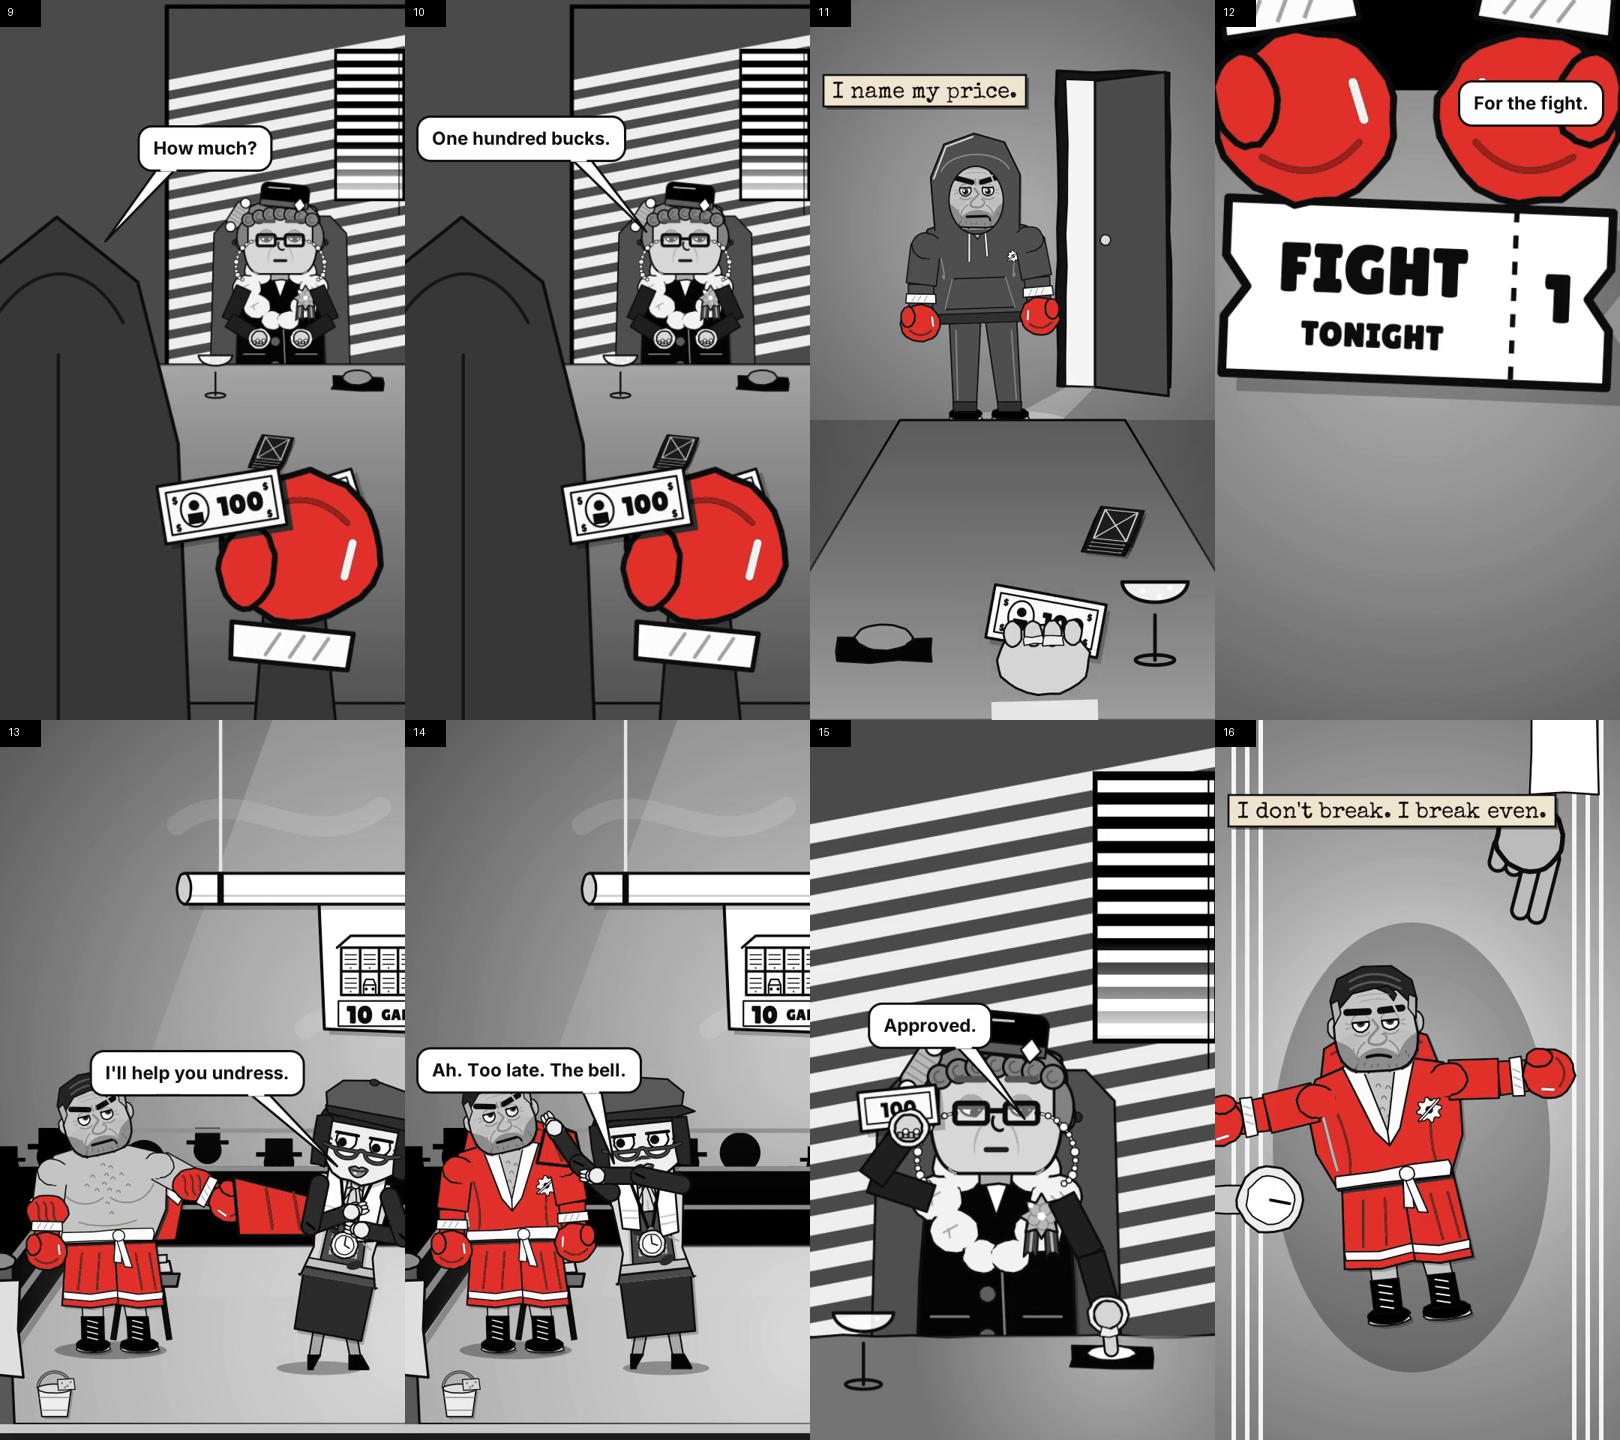 9
How much?
$ 100 $
$ $
10
One hundred bucks.
$ 100 $
$ $
11
I name my price.
12
For the fight.
FIGHT
TONIGHT
1
13
10 GA
I'll help you undress.
14
10 GA
Ah. Too late. The bell.
15
Approved.
100
16
I don't break. I break even.